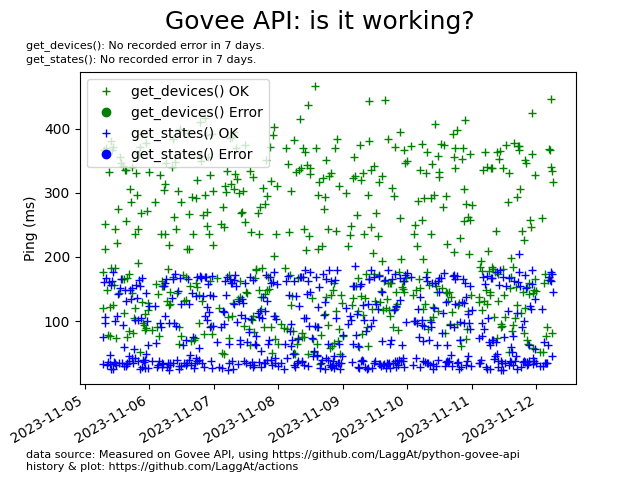 Govee API: is it working?
get_devices(): No recorded error in 7 days.
get_states(): No recorded error in 7 days.
get_devices() OK
get_devices() Error
get_states() OK
get_states() Error
Ping (ms)
400
300
200
100
2023-11-05
2023-11-06
2023-11-07
2023-11-08
2023-11-09
2023-11-10
2023-11-11
2023-11-12
data source: Measured on Govee API, using https://github.com/LaggAt/python-govee-api
history & plot: https://github.com/LaggAt/actions